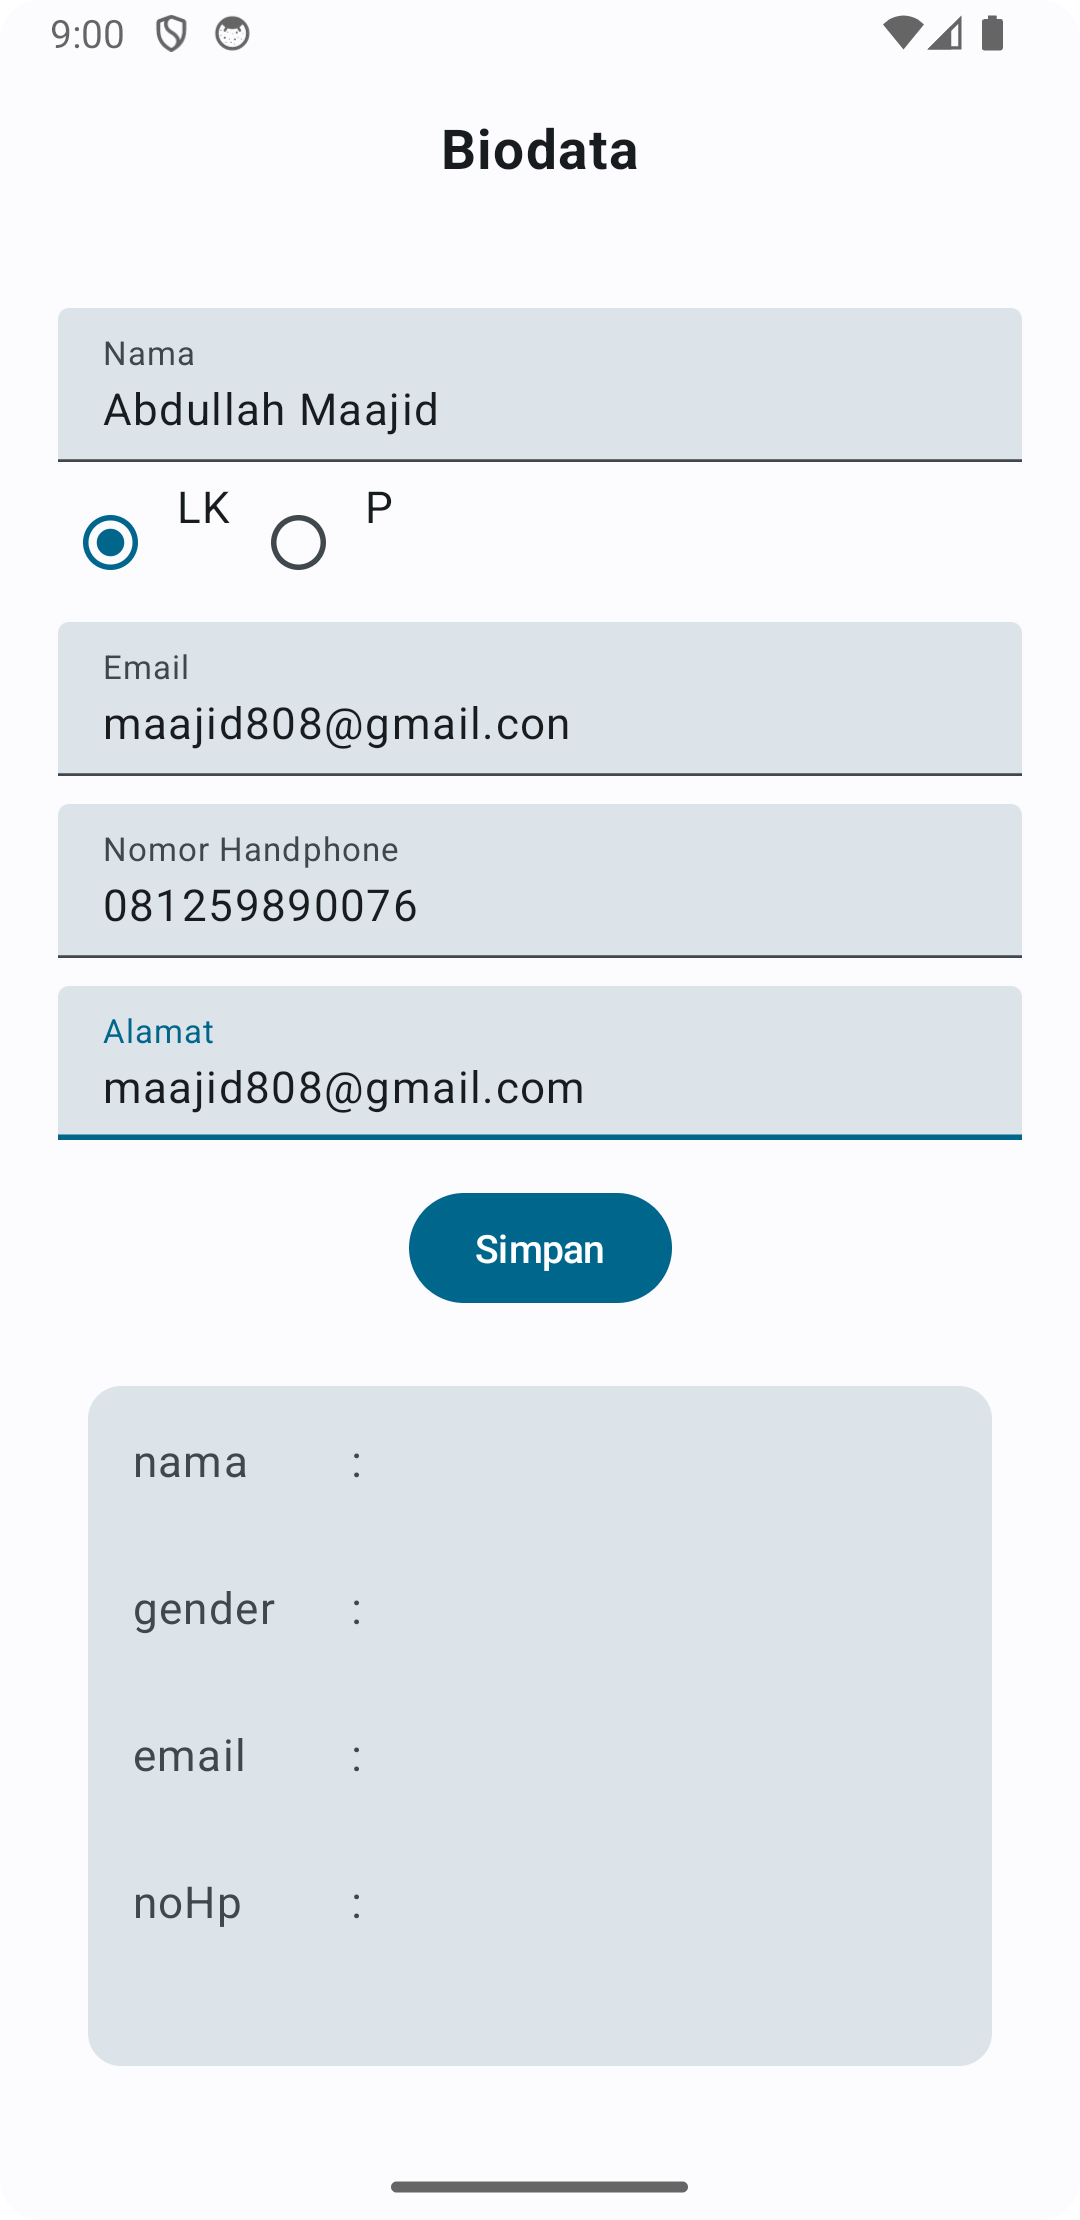 9:00
Biodata
Nama
Abdullah Maajid
LK P
Email
maajid808@gmail.con
Nomor Handphone
081259890076
Alamat
maajid808@gmail.com
Simpan
nama :
gender :
email :
noHp :